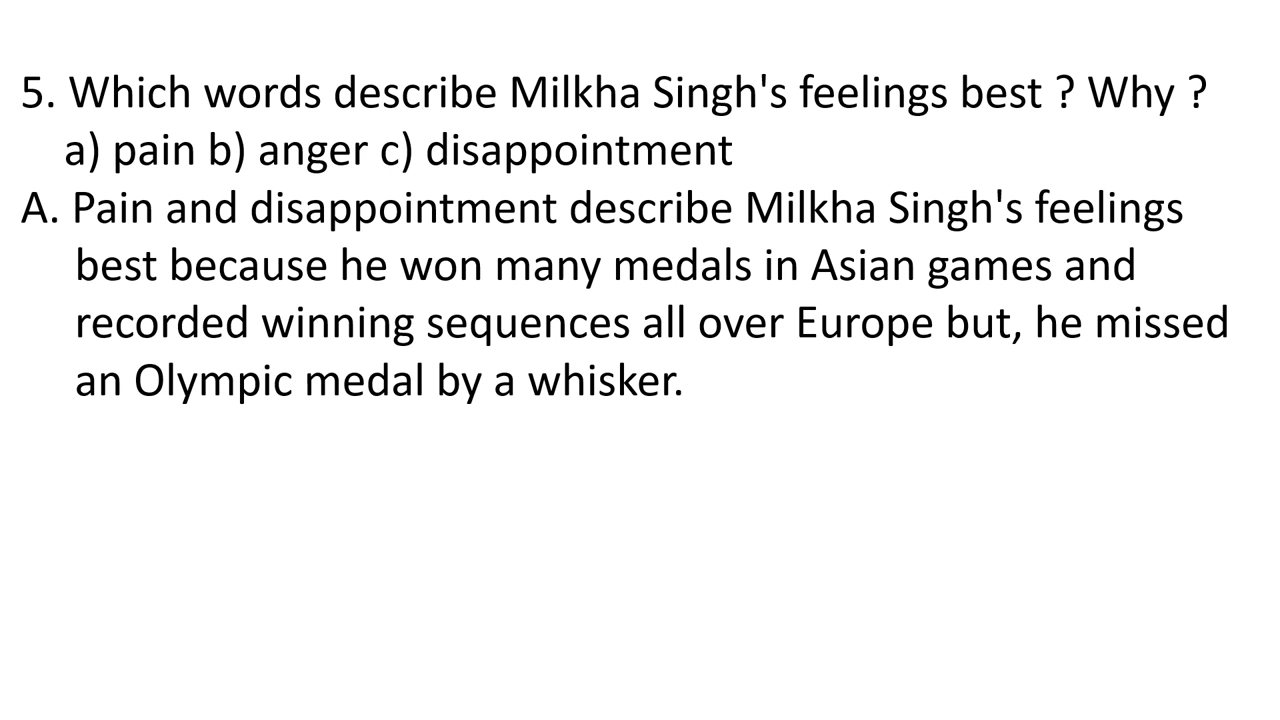 5. Which words describe Milkha Singh's feelings best ? Why ?
a) pain b) anger c) disappointment
A. Pain and disappointment describe Milkha Singh's feelings
best because he won many medals in Asian games and
recorded winning sequences all over Europe but, he missed
an Olympic medal by a whisker.